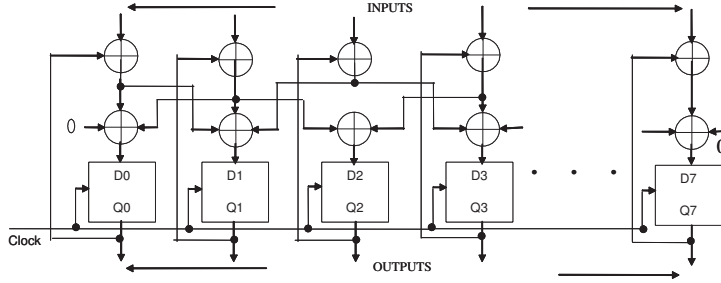 INPUTS
0
0
D0 D1 D2 D3 D7
Q0 Q1 Q2 Q3 Q7
Clock
OUTPUTS